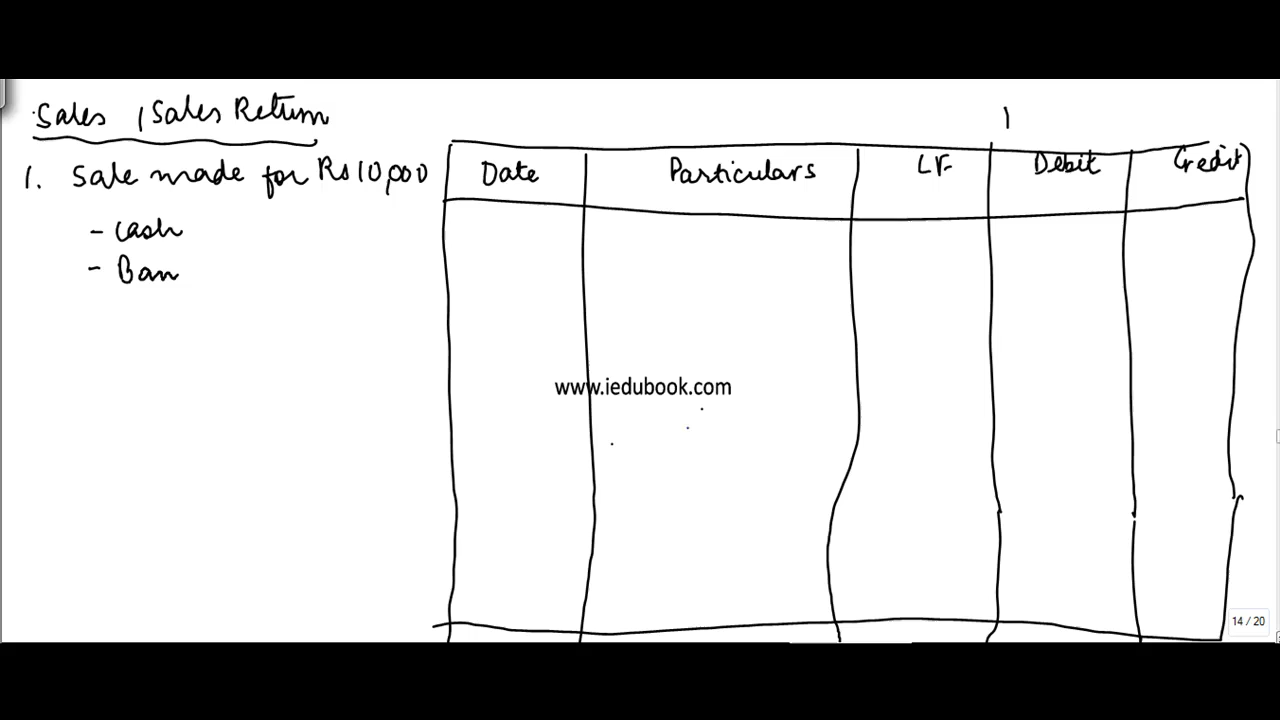 Sales / Sales Return
1. Sale made for Rs 10,000
- Cash
- Ban
Date Particulars LF Debit Credit
www.iedubook.com
14 / 20